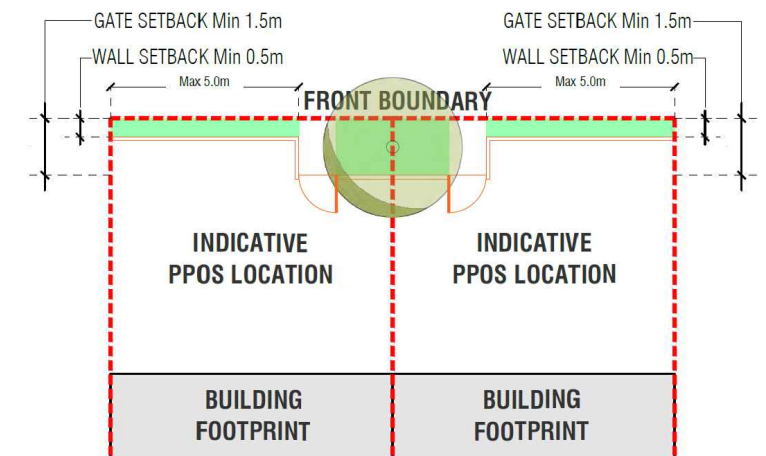 GATE SETBACK Min 1.5m
GATE SETBACK Min 1.5m
WALL SETBACK Min 0.5m
WALL SETBACK Min 0.5m
Max 5.0m
Max 5.0m
FRONT BOUNDARY
INDICATIVE
PPOS LOCATION
INDICATIVE
PPOS LOCATION
BUILDING
FOOTPRINT
BUILDING
FOOTPRINT